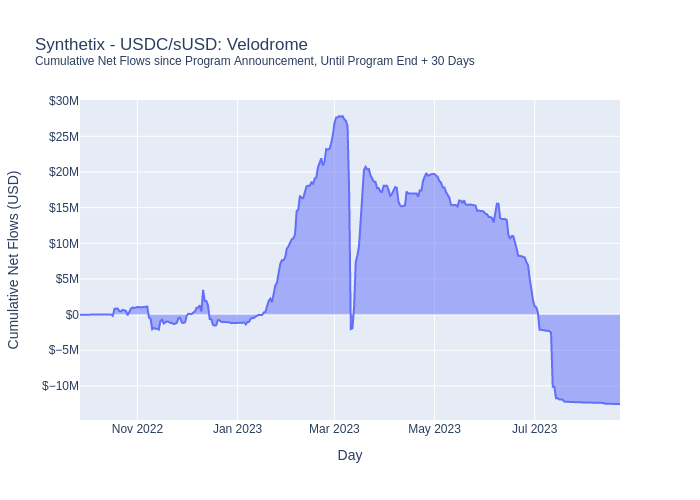 Synthetix - USDC/sUSD: Velodrome
Cumulative Net Flows since Program Announcement, Until Program End + 30 Days
$30M
$25M
$20M
$15M
$10M
$5M
$0
$−5M
$−10M
Cumulative Net Flows (USD)
Nov 2022
Jan 2023
Mar 2023
May 2023
Jul 2023
Day